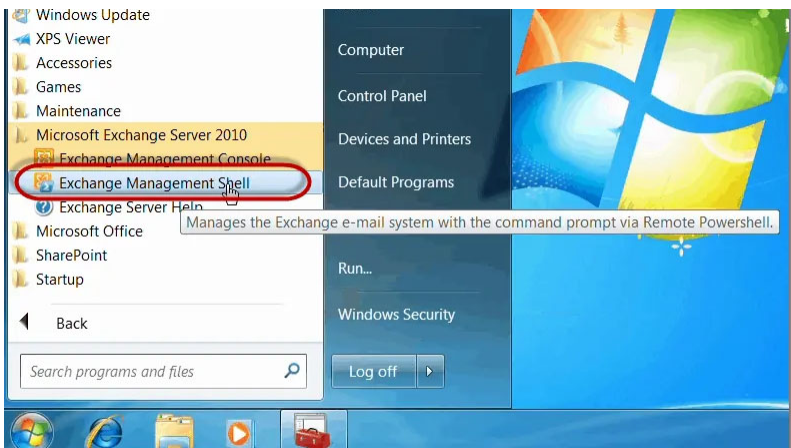 Windows Update
XPS Viewer
Accessories
Games
Maintenance
Microsoft Exchange Server 2010
Exchange Management Console
Exchange Management Shell
Exchange Server Help
Manages the Exchange e-mail system with the command prompt via Remote Powershell.
Microsoft Office
SharePoint
Startup
Back
Search programs and files
Computer
Control Panel
Devices and Printers
Default Programs
Run...
Windows Security
Log off